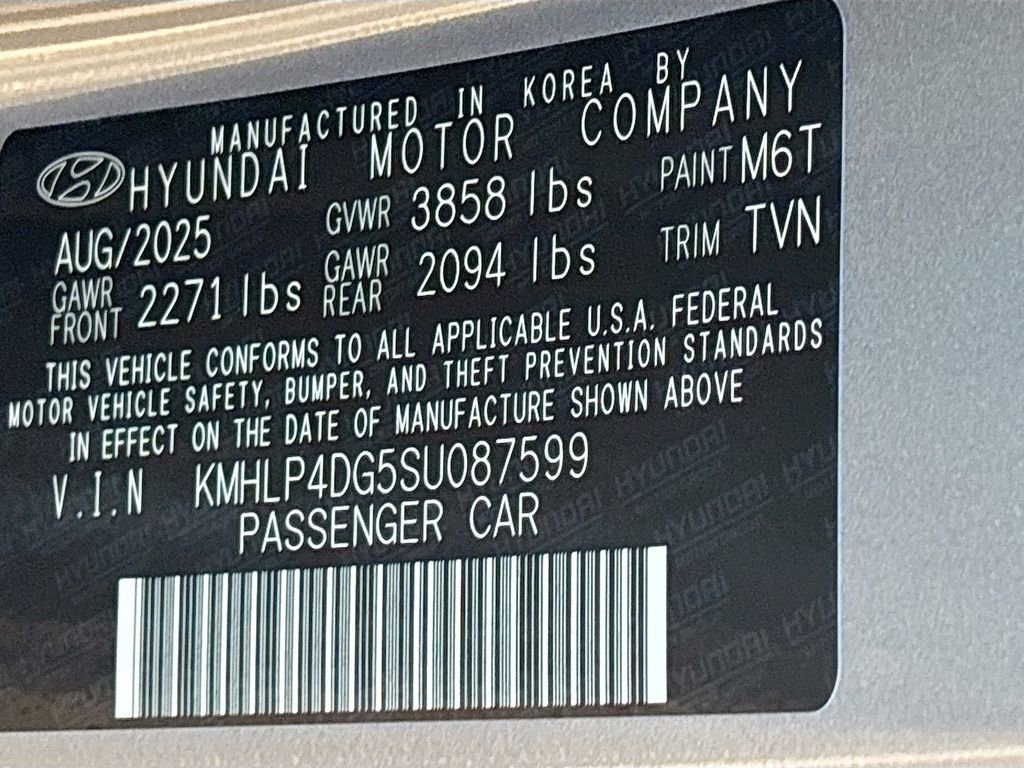 MANUFACTURED IN KOREA BY
HYUNDAI MOTOR COMPANY
AUG/2025 GVWR 3858 lbs PAINT M6T
GAWR FRONT 2271 lbs GAWR REAR 2094 lbs TRIM TVN
THIS VEHICLE CONFORMS TO ALL APPLICABLE U.S.A. FEDERAL
MOTOR VEHICLE SAFETY, BUMPER, AND THEFT PREVENTION STANDARDS
IN EFFECT ON THE DATE OF MANUFACTURE SHOWN ABOVE
V.I.N KMHLP4DG5SU087599
PASSENGER CAR